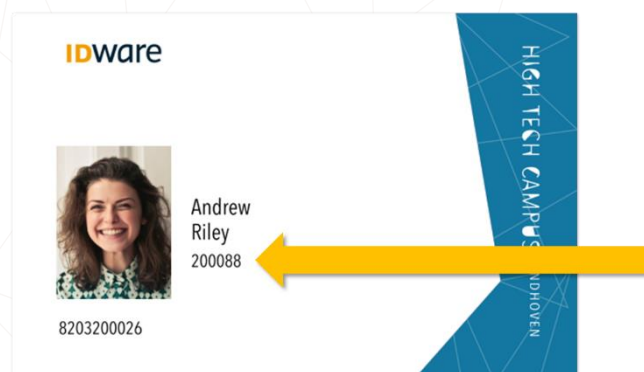 IDware
HIGH TECH CAMPUS
Andrew
Riley
200088
8203200026